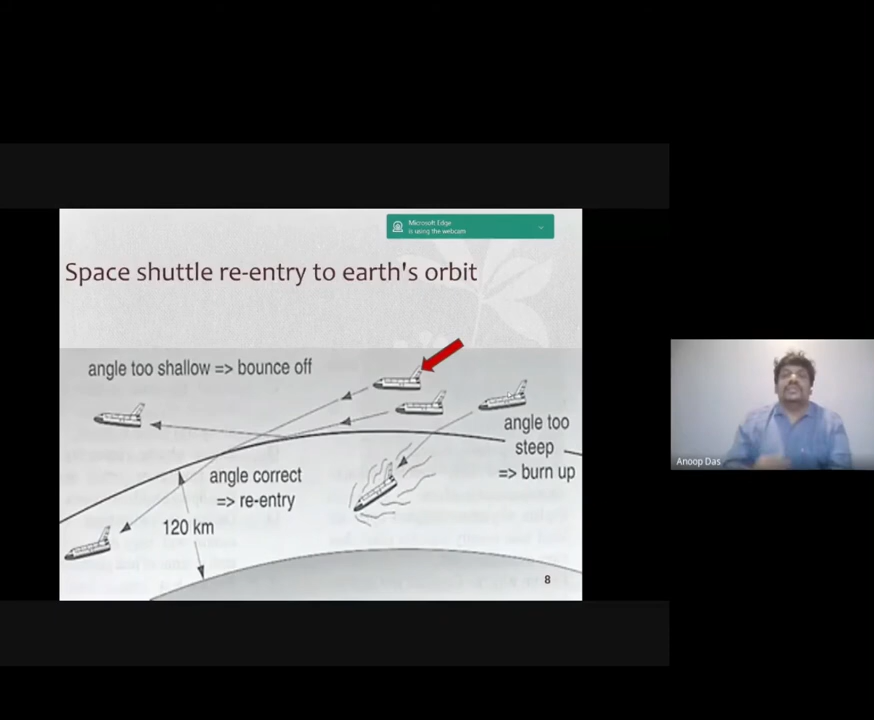 Microsoft Edge
is using the webcam
Space shuttle re-entry to earth's orbit
angle too shallow => bounce off
angle too
steep
=> burn up
angle correct
=> re-entry
120 km
8
Anoop Das